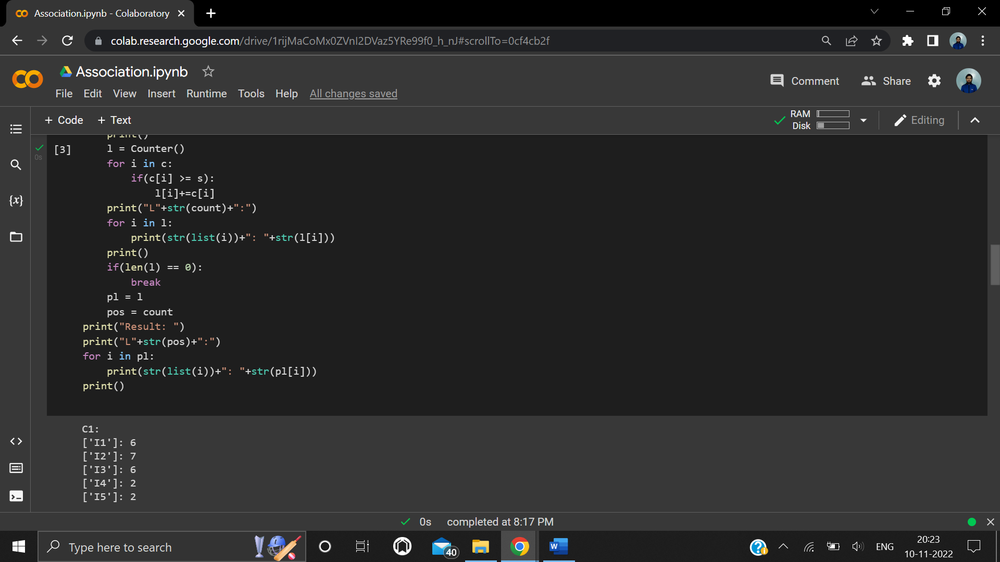 Association.ipynb - Colaboratory
colab.research.google.com/drive/1rijMaCoMx0ZVnI2DVaz5YRe99f0_h_nJ#scrollTo=0cf4cb2f
Association.ipynb
File Edit View Insert Runtime Tools Help All changes saved
Comment Share
+ Code + Text
RAM
Disk
Editing
print()
[3]
0s
l = Counter()
for i in c:
if(c[i] >= s):
l[i]+=c[i]
print("L"+str(count)+":")
for i in l:
print(str(list(i))+": "+str(l[i]))
print()
if(len(l) == 0):
break
pl = l
pos = count
print("Result: ")
print("L"+str(pos)+":")
for i in pl:
print(str(list(i))+": "+str(pl[i]))
print()
C1:
['I1']: 6
['I2']: 7
['I3']: 6
['I4']: 2
['I5']: 2
0s completed at 8:17 PM
Type here to search
40
W
ENG
20:23
10-11-2022